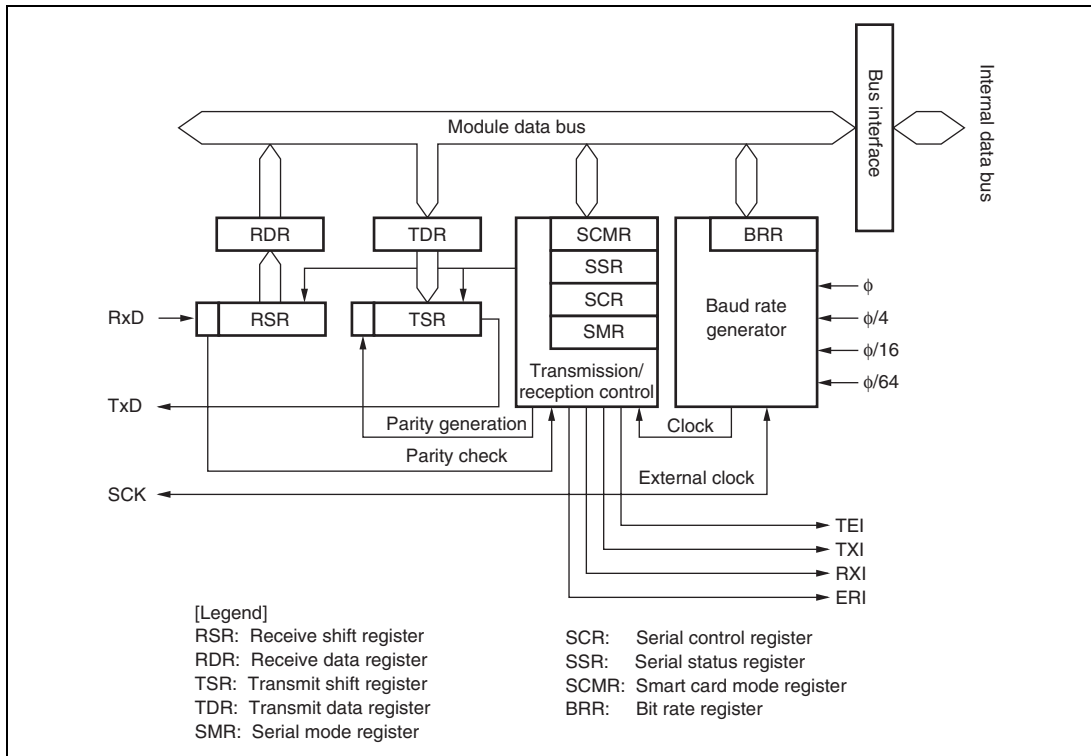 Bus interface
Internal data bus
Module data bus
RDR
TDR
SCMR
BRR
SSR
SCR
SMR
RxD
RSR
TSR
Baud rate
generator
φ
φ/4
φ/16
φ/64
Transmission/
reception control
TxD
Parity generation
Clock
Parity check
SCK
External clock
TEI
TXI
RXI
ERI
[Legend]
RSR: Receive shift register
RDR: Receive data register
TSR: Transmit shift register
TDR: Transmit data register
SMR: Serial mode register
SCR: Serial control register
SSR: Serial status register
SCMR: Smart card mode register
BRR: Bit rate register